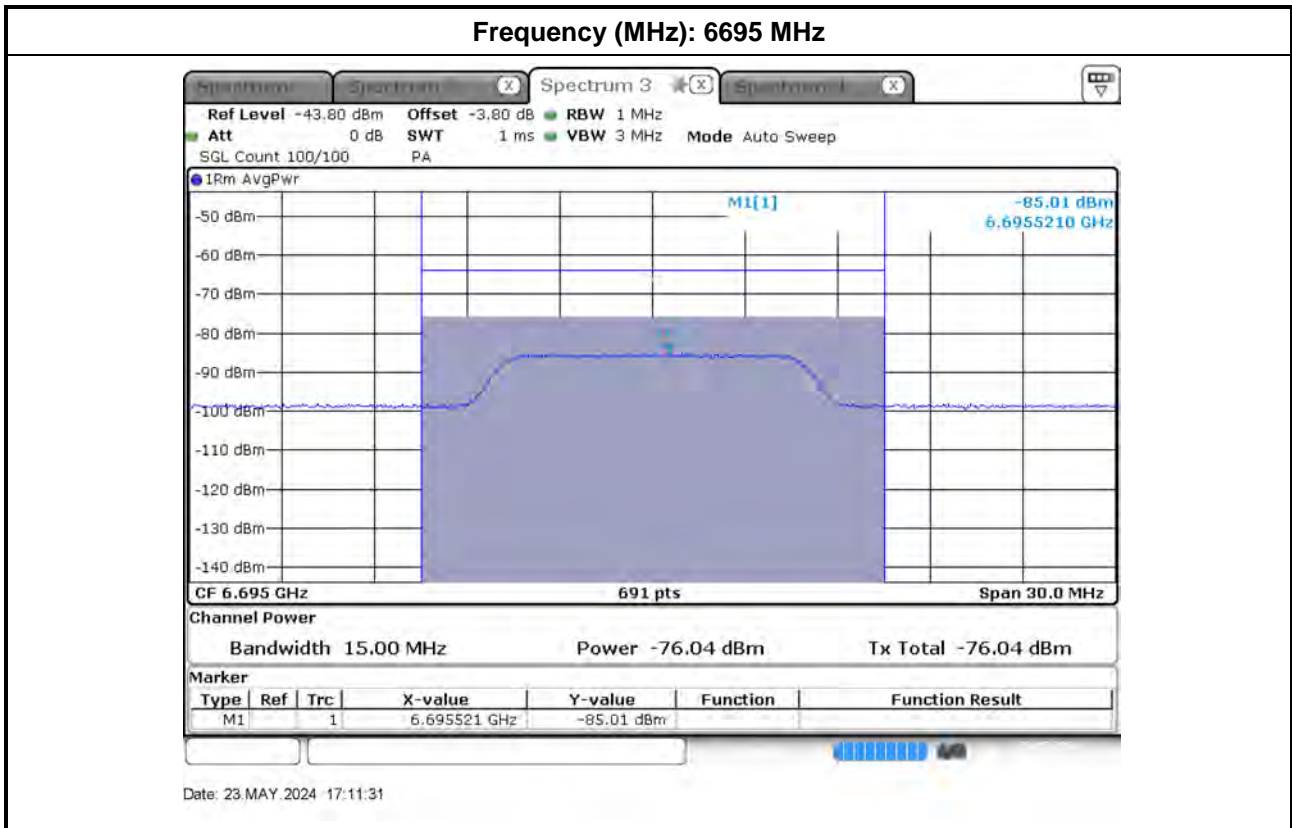 Frequency (MHz): 6695 MHz
Spectrum 3
Ref Level -43.80 dBm Offset -3.80 dB RBW 1 MHz
Att 0 dB SWT 1 ms VBW 3 MHz Mode Auto Sweep
SGL Count 100/100 PA
1Rm AvgPwr
M1[1] -85.01 dBm
6.6955210 GHz
-50 dBm
-60 dBm
-70 dBm
-80 dBm
-90 dBm
-100 dBm
-110 dBm
-120 dBm
-130 dBm
-140 dBm
CF 6.695 GHz 691 pts Span 30.0 MHz
Channel Power
Bandwidth 15.00 MHz Power -76.04 dBm Tx Total -76.04 dBm
Marker
Type Ref Trc X-value Y-value Function Function Result
M1 1 6.695521 GHz -85.01 dBm
Date: 23.MAY.2024 17:11:31